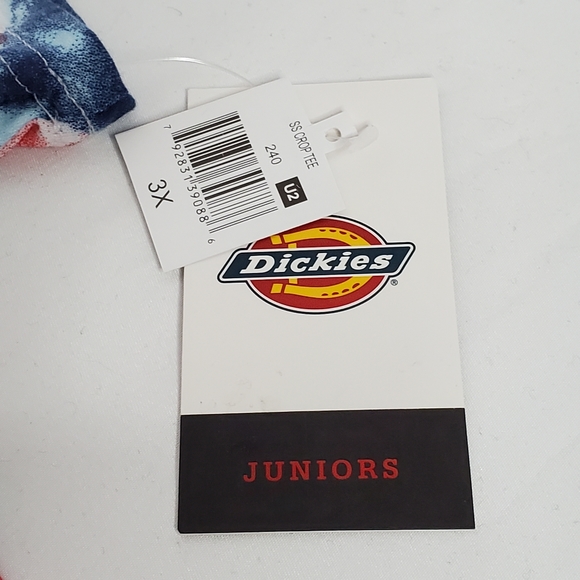 SS CROP TEE
240
U2
7 92831 39088 6
3X
Dickies
®
JUNIORS